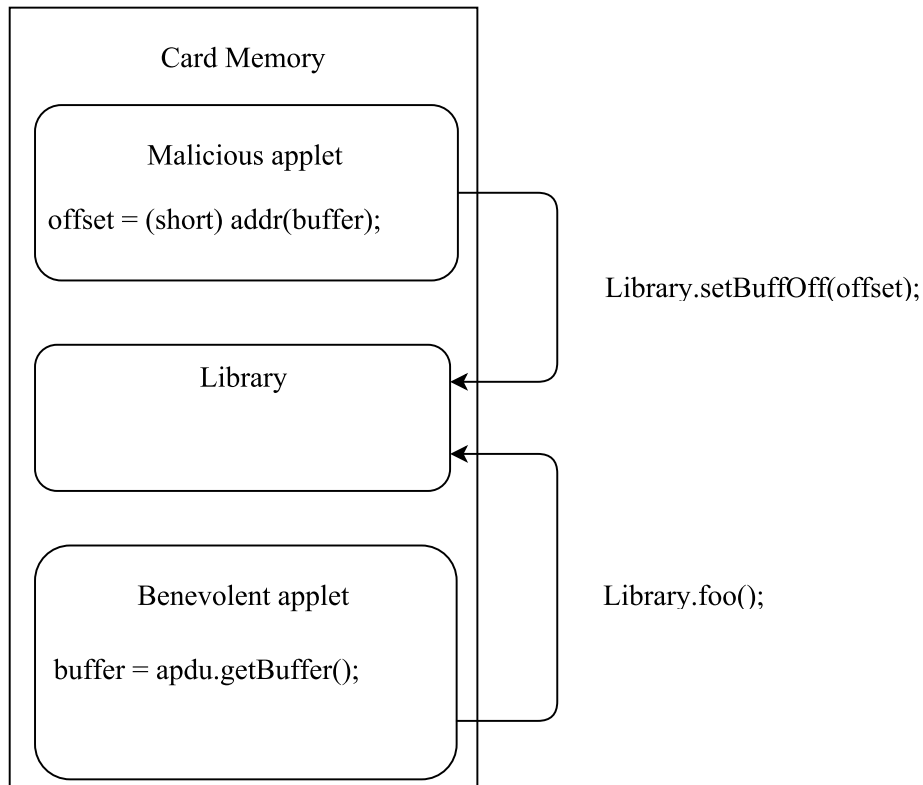 Card Memory
Malicious applet
offset = (short) addr(buffer);
Library.setBuffOff(offset);
Library
Benevolent applet
Library.foo();
buffer = apdu.getBuffer();